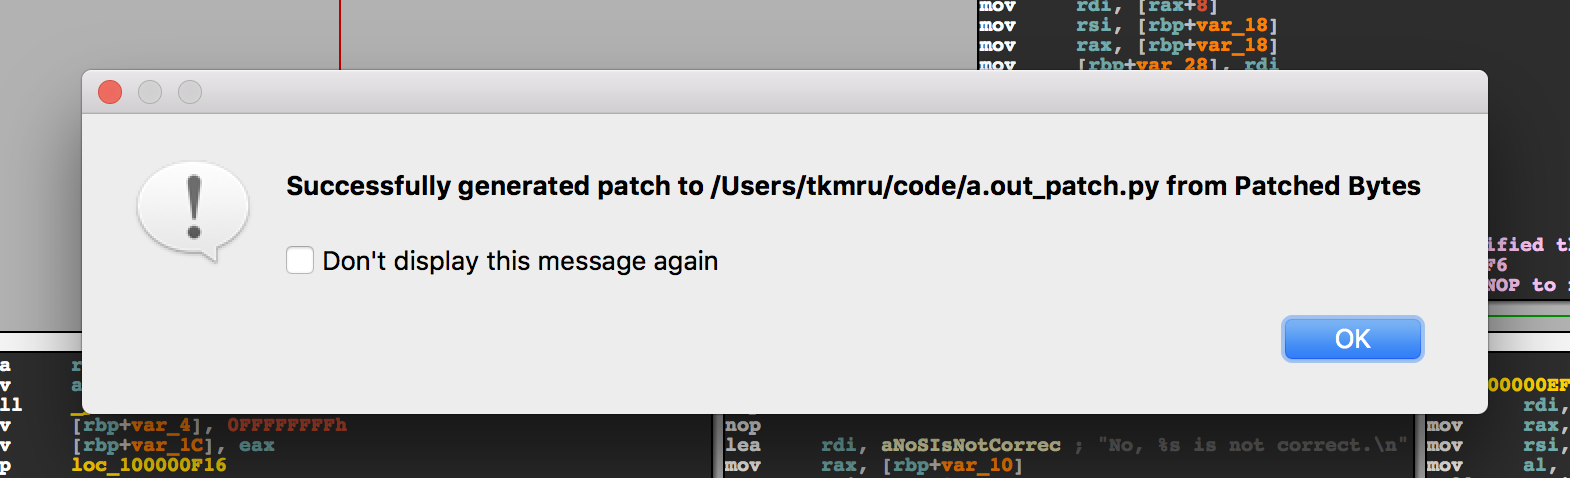 mov rdi, [rax+8]
mov rsi, [rbp+var_18]
mov rax, [rbp+var_18]
mov [rbp+var_28], rdi
Successfully generated patch to /Users/tkmru/code/a.out_patch.py from Patched Bytes
Don't display this message again
OK
ified
F6
NOP to
a
v
ll
v [rbp+var_4], 0FFFFFFFFh
v [rbp+var_1C], eax
p loc_100000F16
nop
lea rdi, aNoSIsNotCorrec ; "No, %s is not correct.\n"
mov rax, [rbp+var_10]
00000EF
rdi,
mov rax,
mov rsi,
mov al,